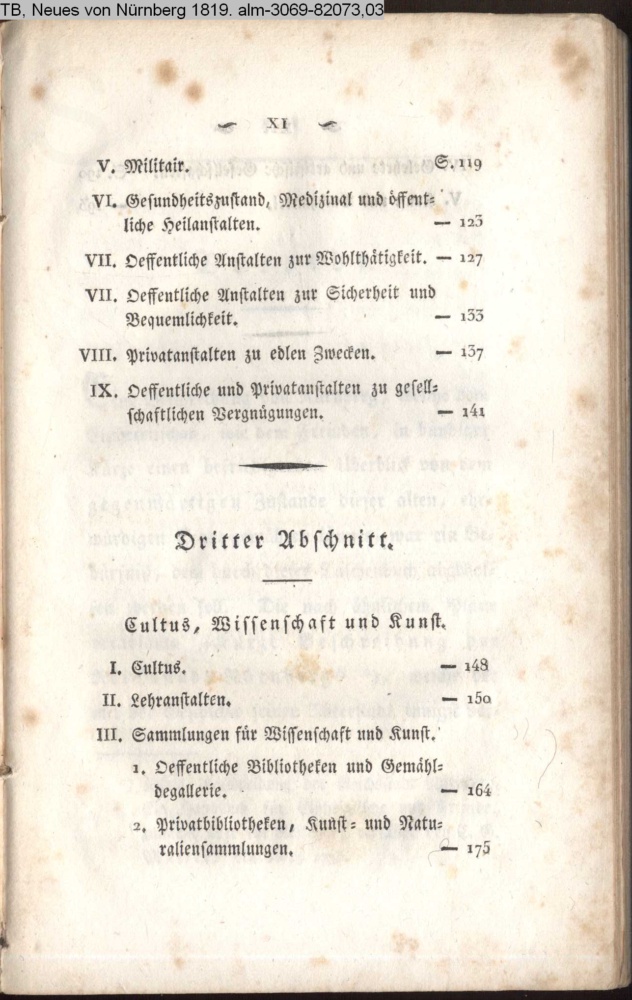 TB, Neues von Nürnberg 1819. alm-3069-82073,03
XI
V. Militair. S. 119
VI. Gesundheitszustand, Medizinal und öffent-
liche Heilanstalten. — 123
VII. Oeffentliche Anstalten zur Wohlthätigkeit. — 127
VII. Oeffentliche Anstalten zur Sicherheit und
Bequemlichkeit. — 133
VIII. Privatanstalten zu edlen Zwecken. — 137
IX. Oeffentliche und Privatanstalten zu gesell-
schaftlichen Vergnügungen. — 141
Dritter Abschnitt.
Cultus, Wissenschaft und Kunst.
I. Cultus. — 148
II. Lehranstalten. — 150
III. Sammlungen für Wissenschaft und Kunst.
1. Oeffentliche Bibliotheken und Gemähl-
degallerie. — 164
2. Privatbibliotheken, Kunst- und Natu-
raliensammlungen. — 175